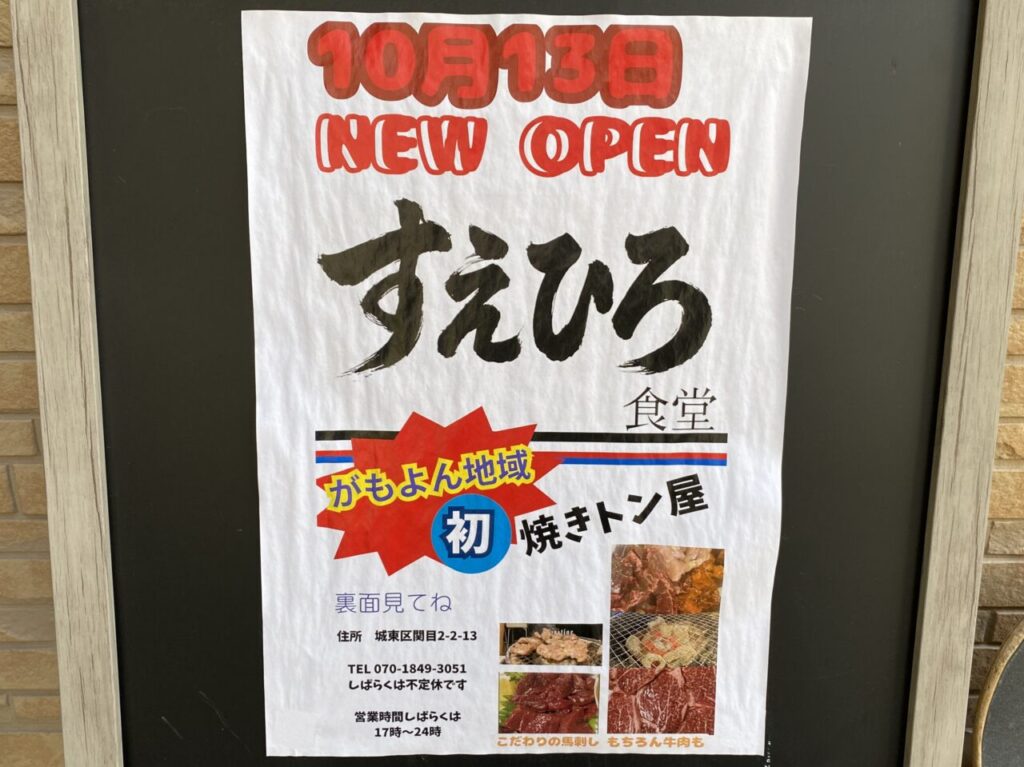 10月13日
NEW OPEN
すえひろ
食堂
がもよん地域
初 焼きトン屋
裏面見てね
住所 城東区関目2-2-13
TEL 070-1849-3051
しばらくは不定休です
営業時間しばらくは
17時～24時
こだわりの馬刺し もちろん牛肉も